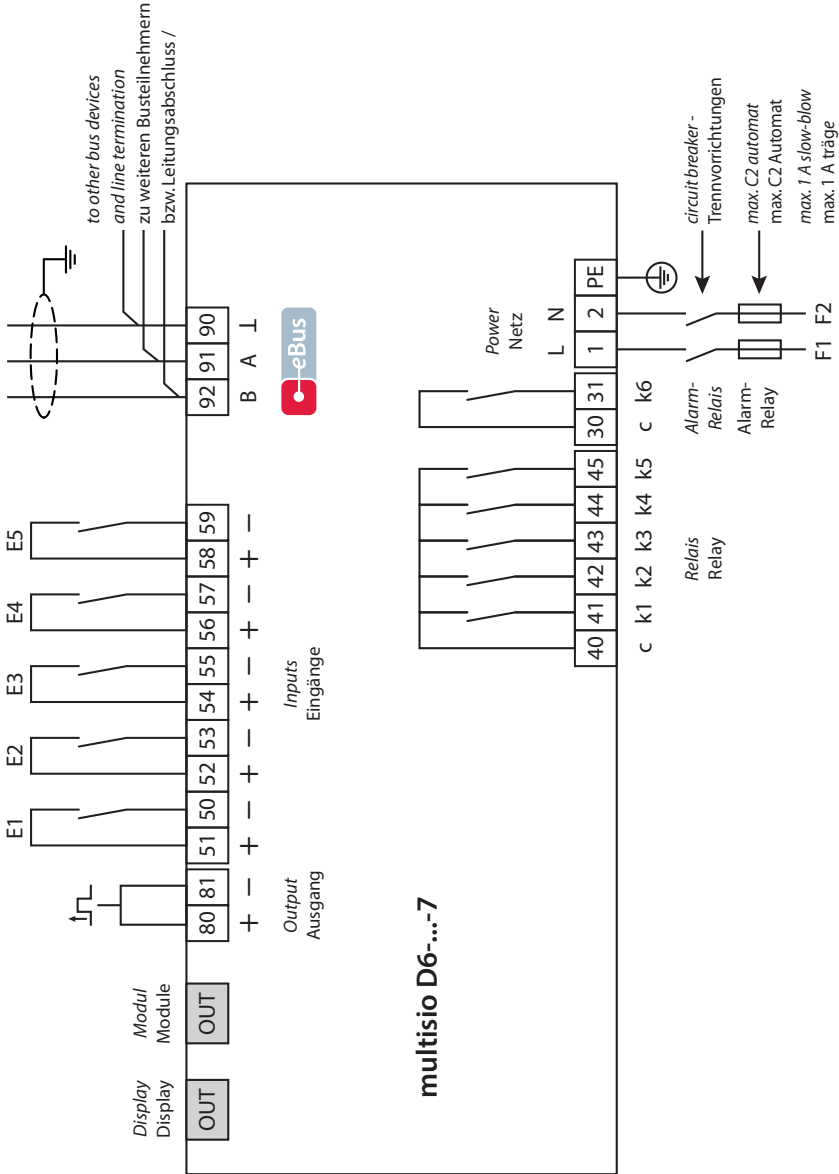 Display
Display
Modul
Module
OUT
OUT
E1
E2
E3
E4
E5
80 81
51 50
52 53
54 55
56 57
58 59
+ −
+ −
+ −
+ −
+ −
+ −
Output
Ausgang
Inputs
Eingänge
to other bus devices
and line termination
zu weiteren Busteilnehmern
bzw. Leitungsabschluss /
92 91 90
B A ⊥
eBus
multisio D6-...-7
Power
Netz
L N
40 41 42 43 44 45
30 31
1 2 PE
c k1 k2 k3 k4 k5
c k6
Relais
Relay
Alarm-
Relais
Alarm-
Relay
F1 F2
circuit breaker -
Trennvorrichtungen
max. C2 automat
max. C2 Automat
max. 1 A slow-blow
max. 1 A träge